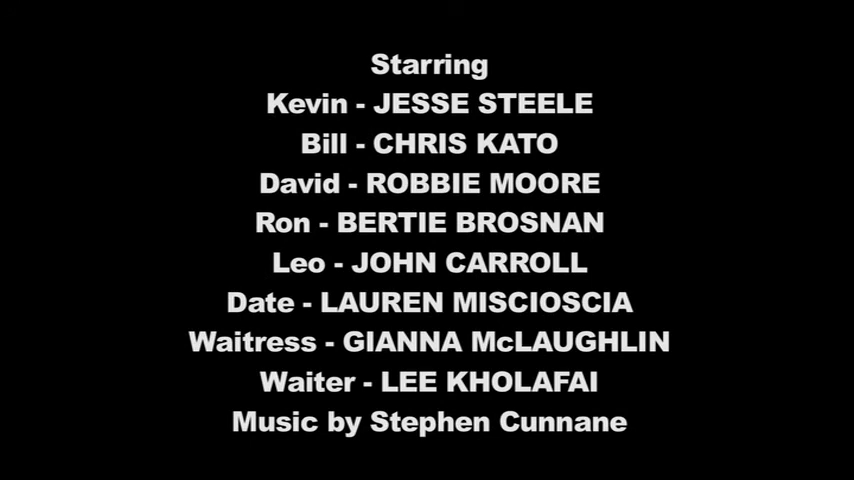 Starring
Kevin - JESSE STEELE
Bill - CHRIS KATO
David - ROBBIE MOORE
Ron - BERTIE BROSNAN
Leo - JOHN CARROLL
Date - LAUREN MISCIOSCIA
Waitress - GIANNA McLAUGHLIN
Waiter - LEE KHOLAFAI
Music by Stephen Cunnane